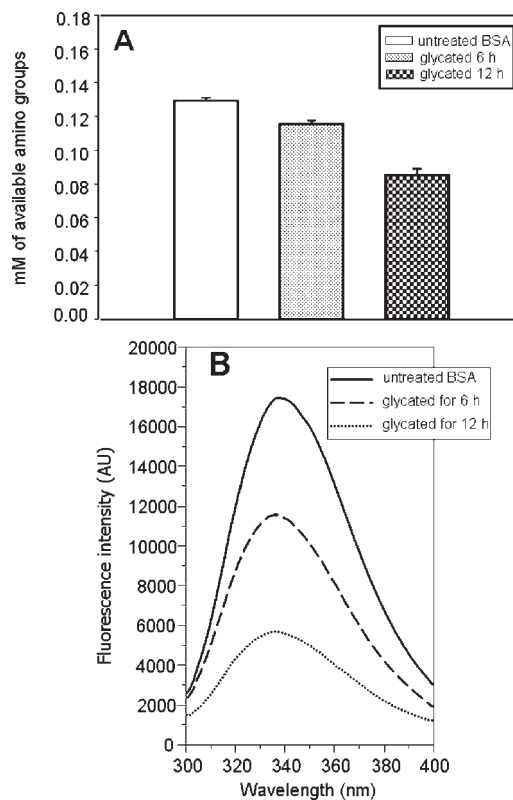 A
untreated BSA
glycated 6 h
glycated 12 h
mM of available amino groups
0.18
0.16
0.14
0.12
0.10
0.08
0.06
0.04
0.02
0.00
B
untreated BSA
glycated for 6 h
glycated for 12 h
Fluorescence intensity (AU)
20000
18000
16000
14000
12000
10000
8000
6000
4000
2000
0
300 320 340 360 380 400
Wavelength (nm)